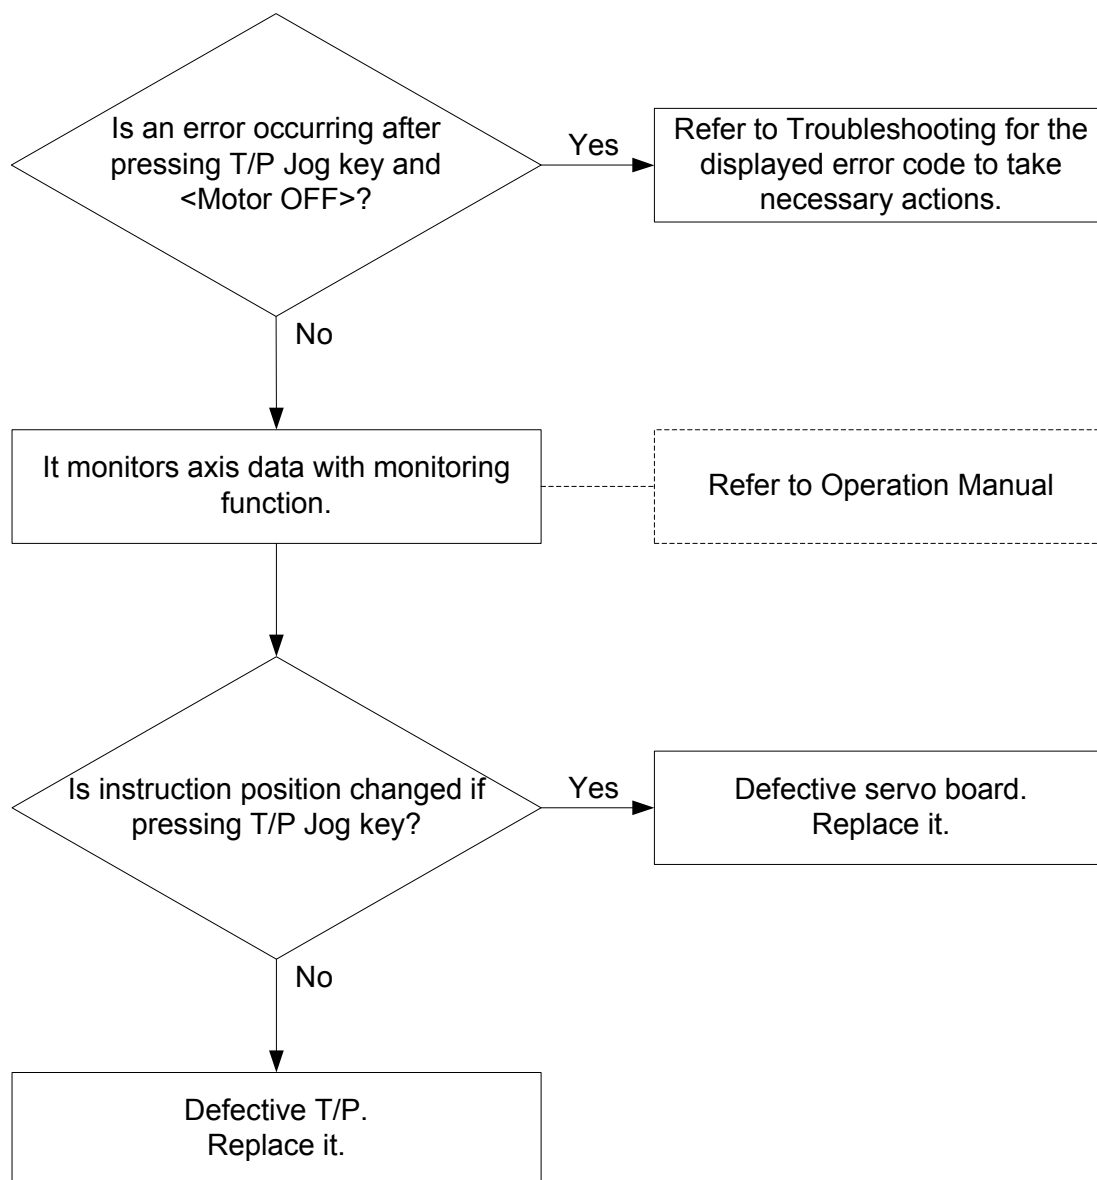 Is an error occurring after
pressing T/P Jog key and
<Motor OFF>?
Yes
Refer to Troubleshooting for the
displayed error code to take
necessary actions.
No
It monitors axis data with monitoring
function.
Refer to Operation Manual
Is instruction position changed if
pressing T/P Jog key?
Yes
Defective servo board.
Replace it.
No
Defective T/P.
Replace it.